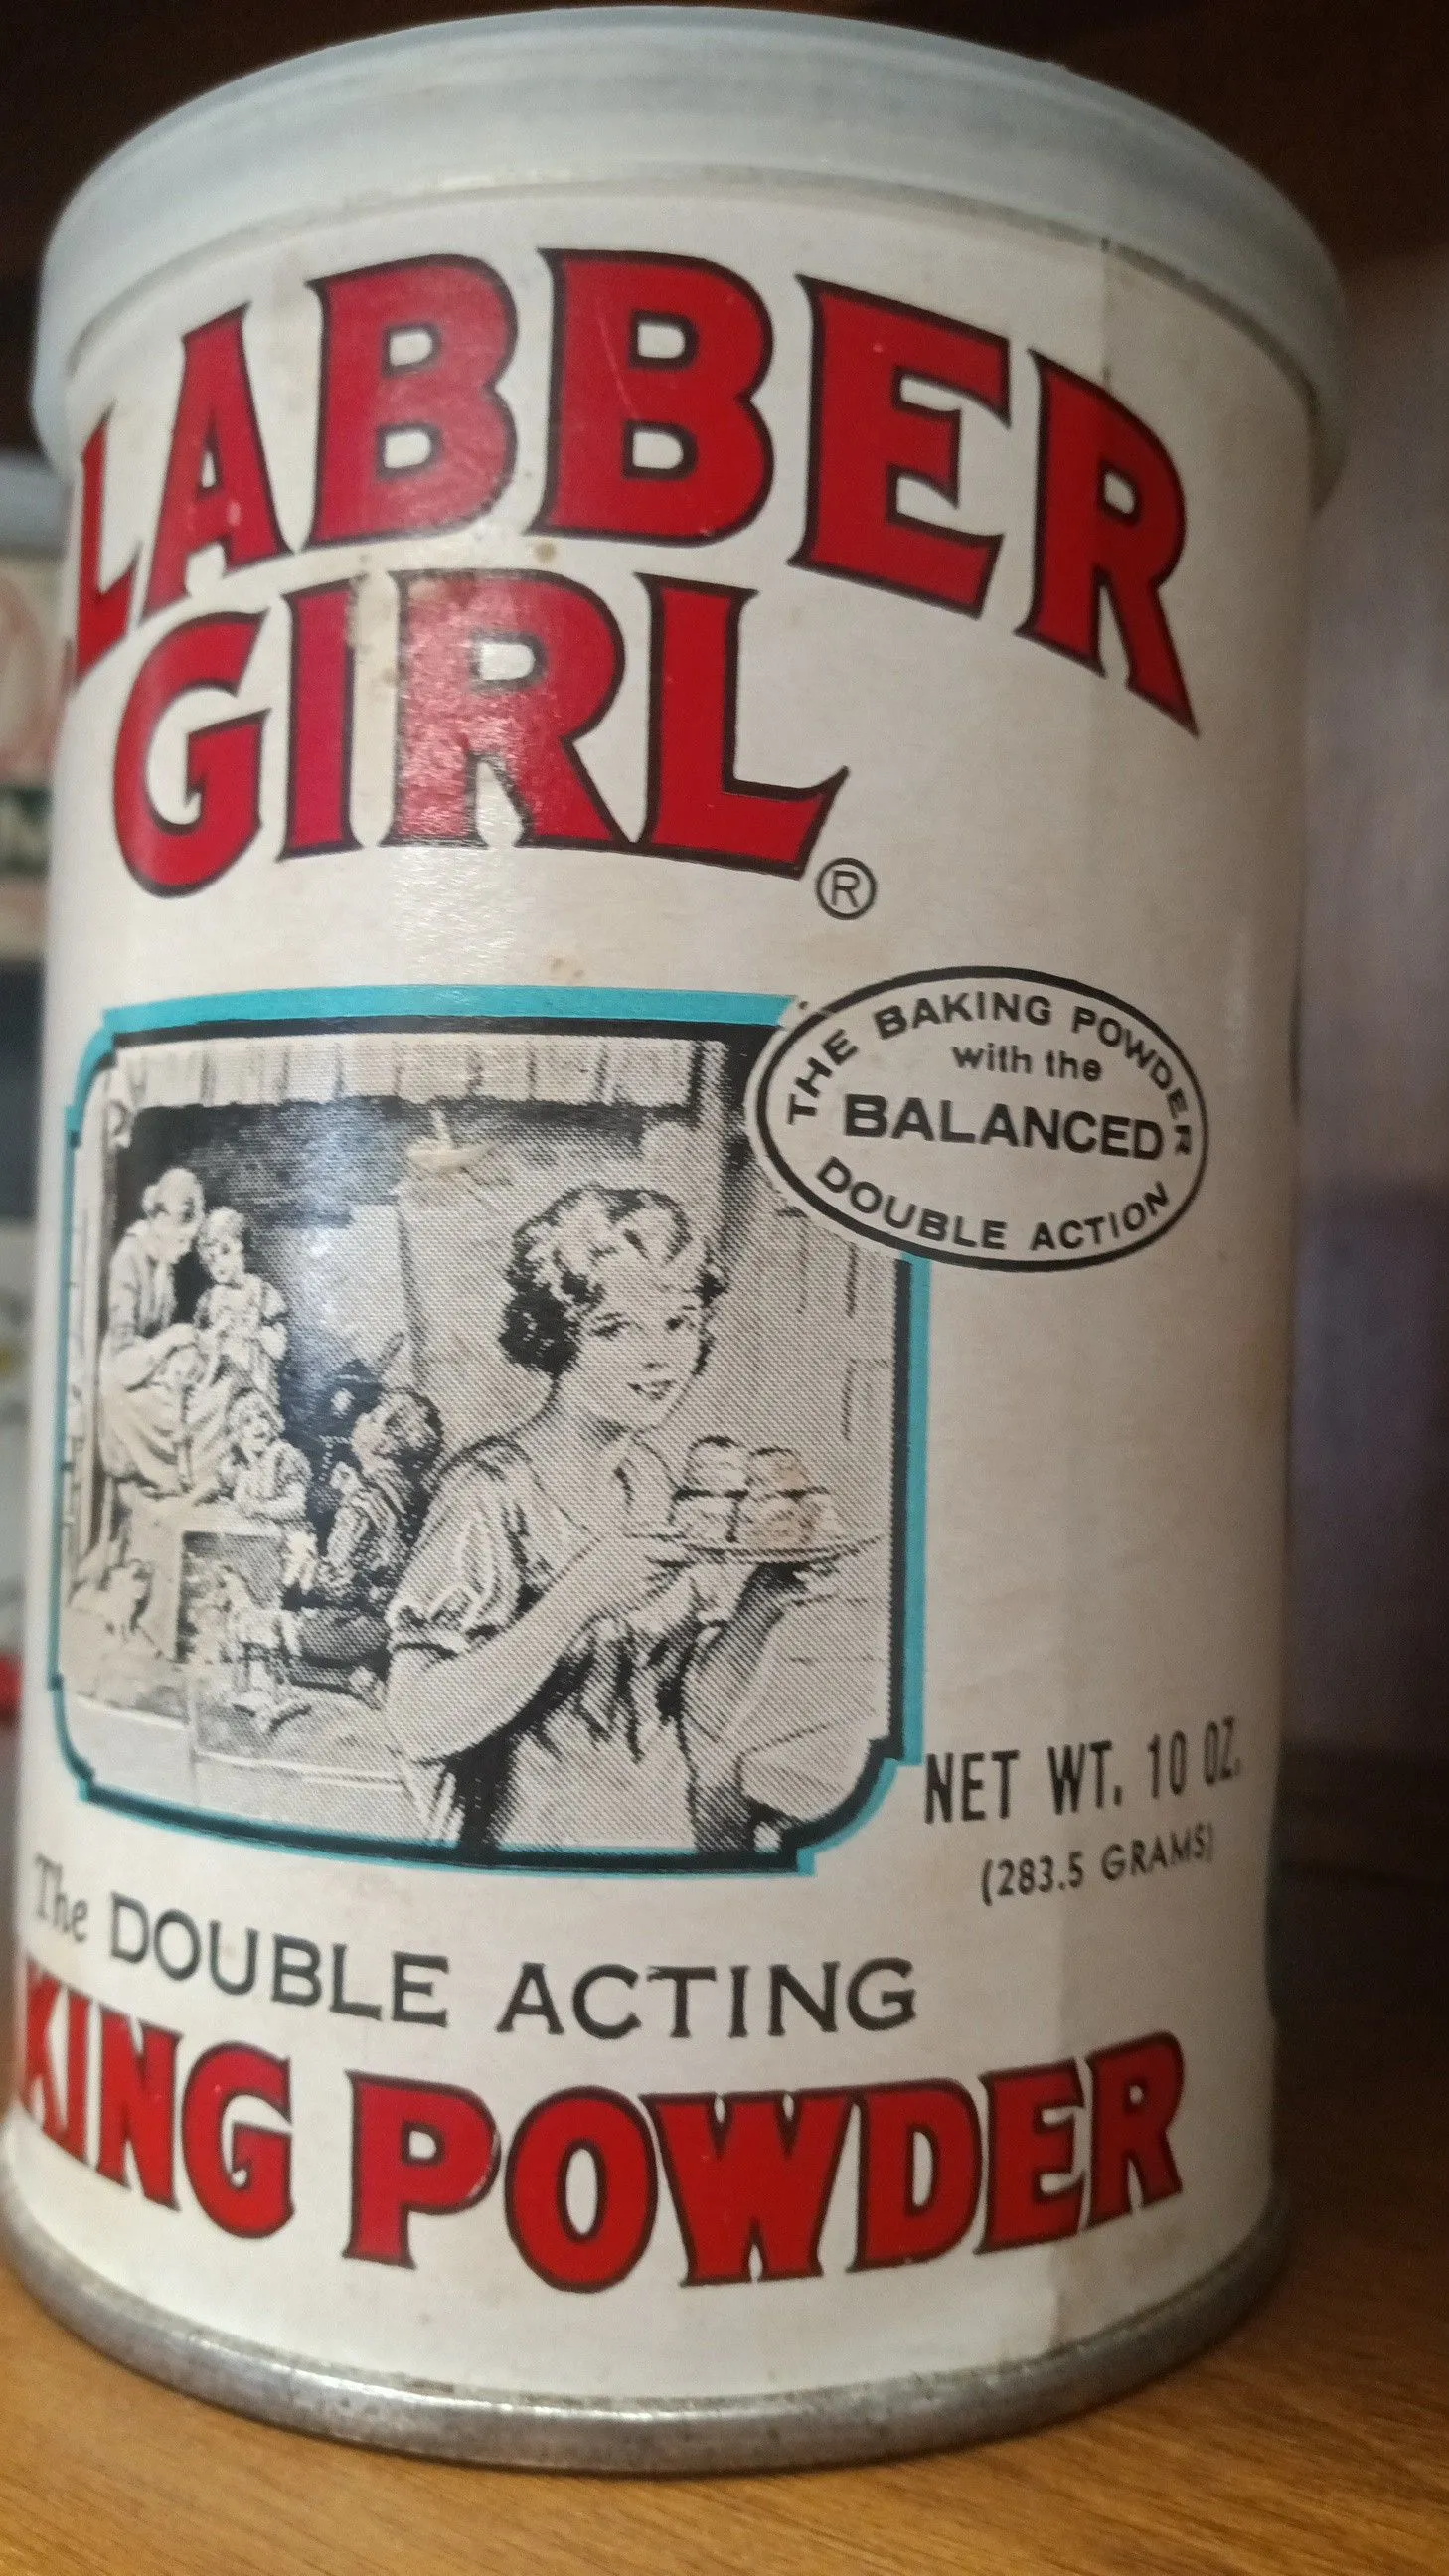 LABBER
GIRL®
THE BAKING POWDER
with the
BALANCED
DOUBLE ACTION
NET WT. 10 OZ.
(283.5 GRAMS)
The DOUBLE ACTING
KING POWDER